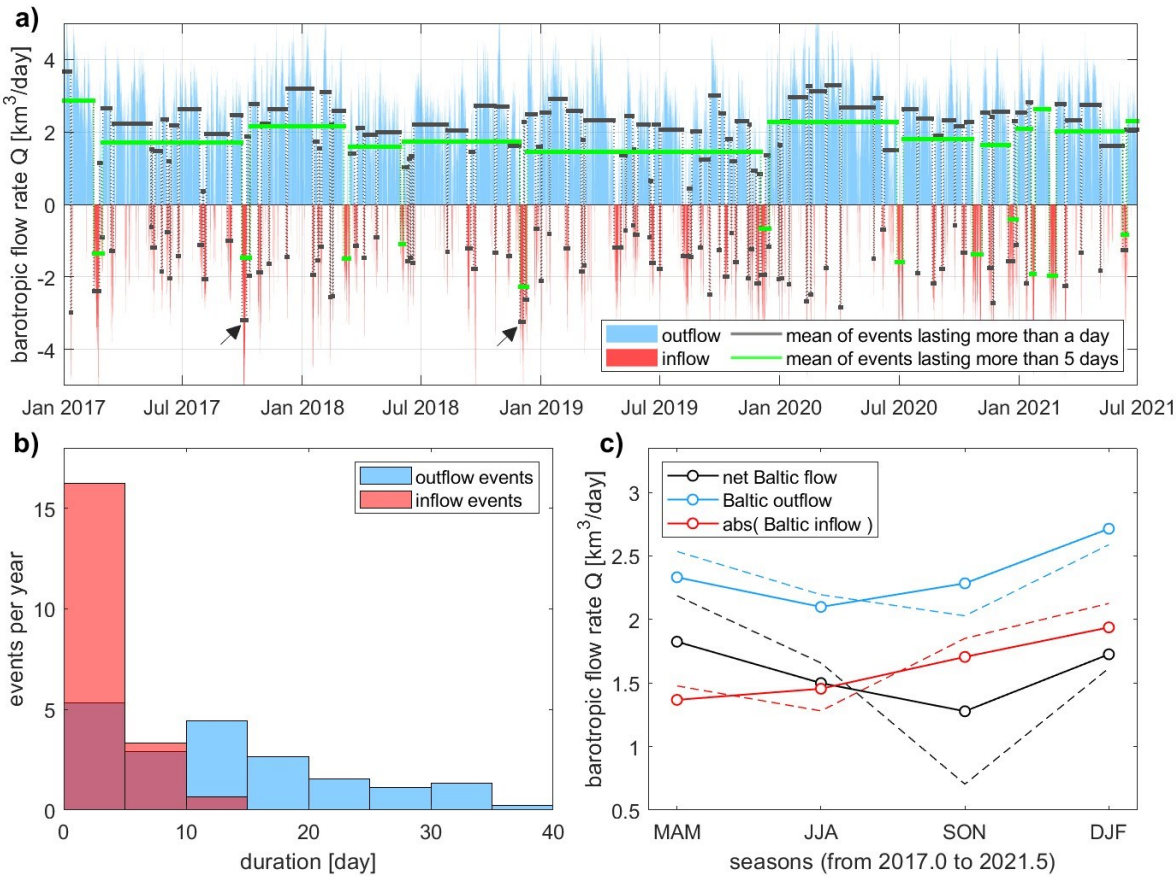 a)
barotropic flow rate Q [km³/day]
4
2
0
-2
-4
outflow
inflow
mean of events lasting more than a day
mean of events lasting more than 5 days
Jan 2017 Jul 2017 Jan 2018 Jul 2018 Jan 2019 Jul 2019 Jan 2020 Jul 2020 Jan 2021 Jul 2021
b)
events per year
15
10
5
0
outflow events
inflow events
0 10 20 30 40
duration [day]
c)
barotropic flow rate Q [km³/day]
3
2.5
2
1.5
1
0.5
net Baltic flow
Baltic outflow
abs( Baltic inflow )
MAM JJA SON DJF
seasons (from 2017.0 to 2021.5)